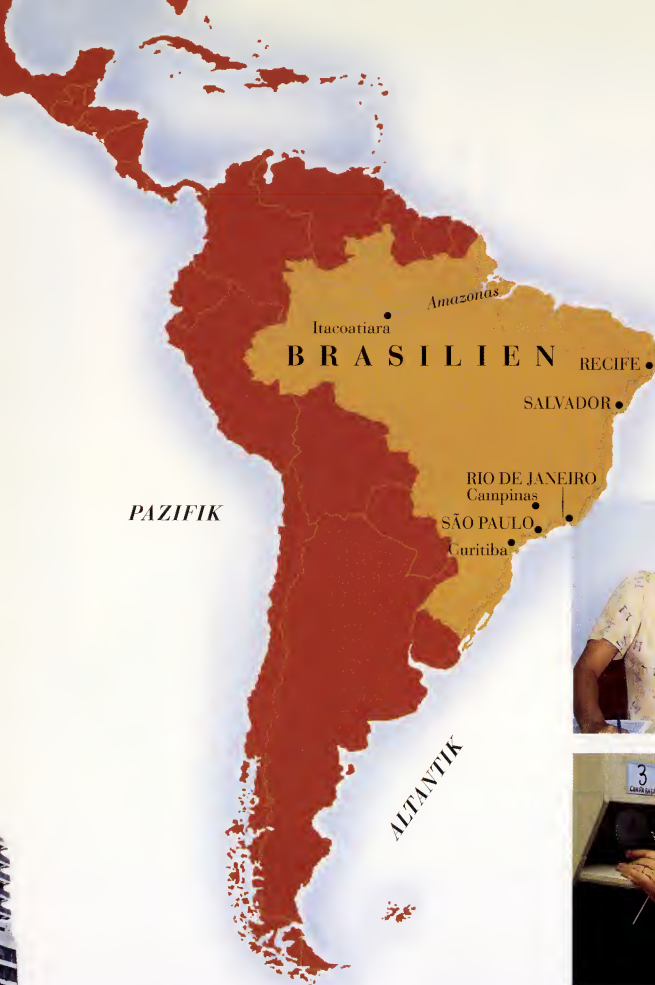 Amazonas
Itacoatiara
BRASILIEN
RECIFE
SALVADOR
RIO DE JANEIRO
Campinas
PAZIFIK
SÃO PAULO
Curitiba
ALTANTIK
3